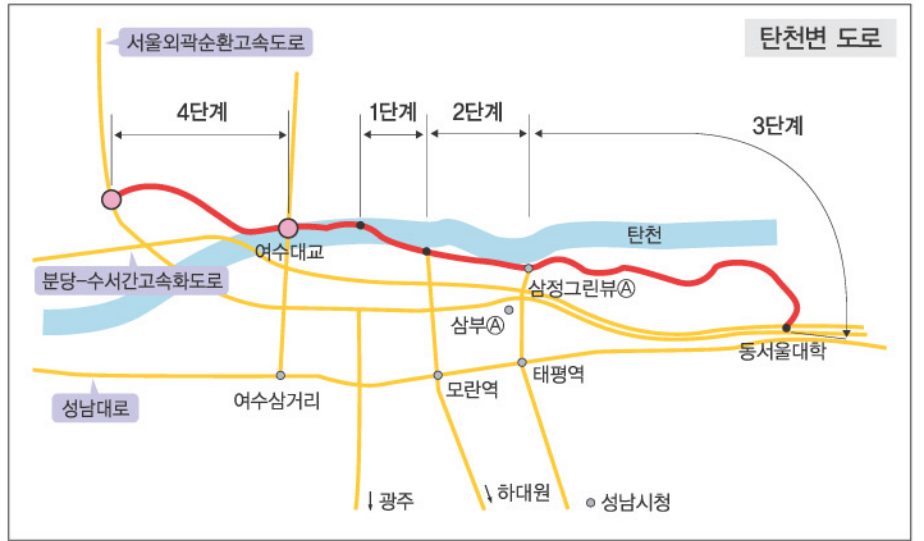 서울외곽순환고속도로
탄천변 도로
4단계
1단계
2단계
3단계
여수대교
탄천
분당-수서간고속화도로
삼정그린뷰Ⓐ
삼부Ⓐ
동서울대학
성남대로
여수삼거리
모란역
태평역
광주
하대원
성남시청